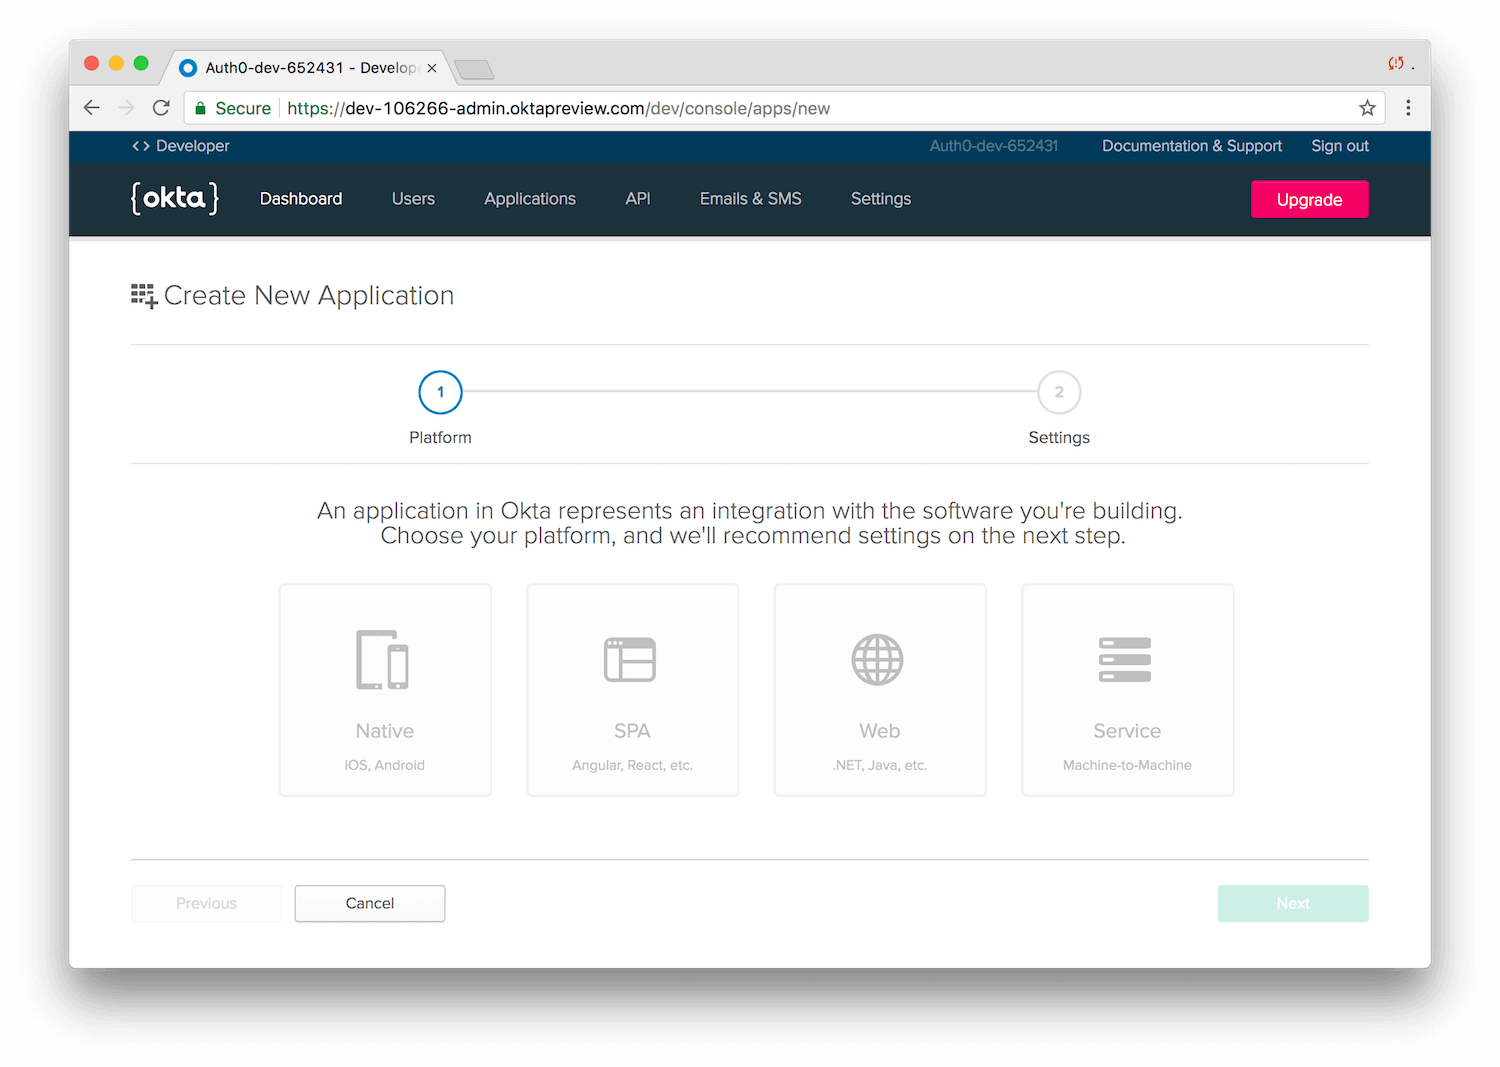 Auth0-dev-652431 - Develop
Secure https://dev-106266-admin.oktapreview.com/dev/console/apps/new
<> Developer Auth0-dev-652431 Documentation & Support Sign out
{okta} Dashboard Users Applications API Emails & SMS Settings Upgrade
Create New Application
1 2
Platform Settings
An application in Okta represents an integration with the software you're building.
Choose your platform, and we'll recommend settings on the next step.
Native SPA Web Service
iOS, Android Angular, React, etc. .NET, Java, etc. Machine-to-Machine
Previous Cancel Next